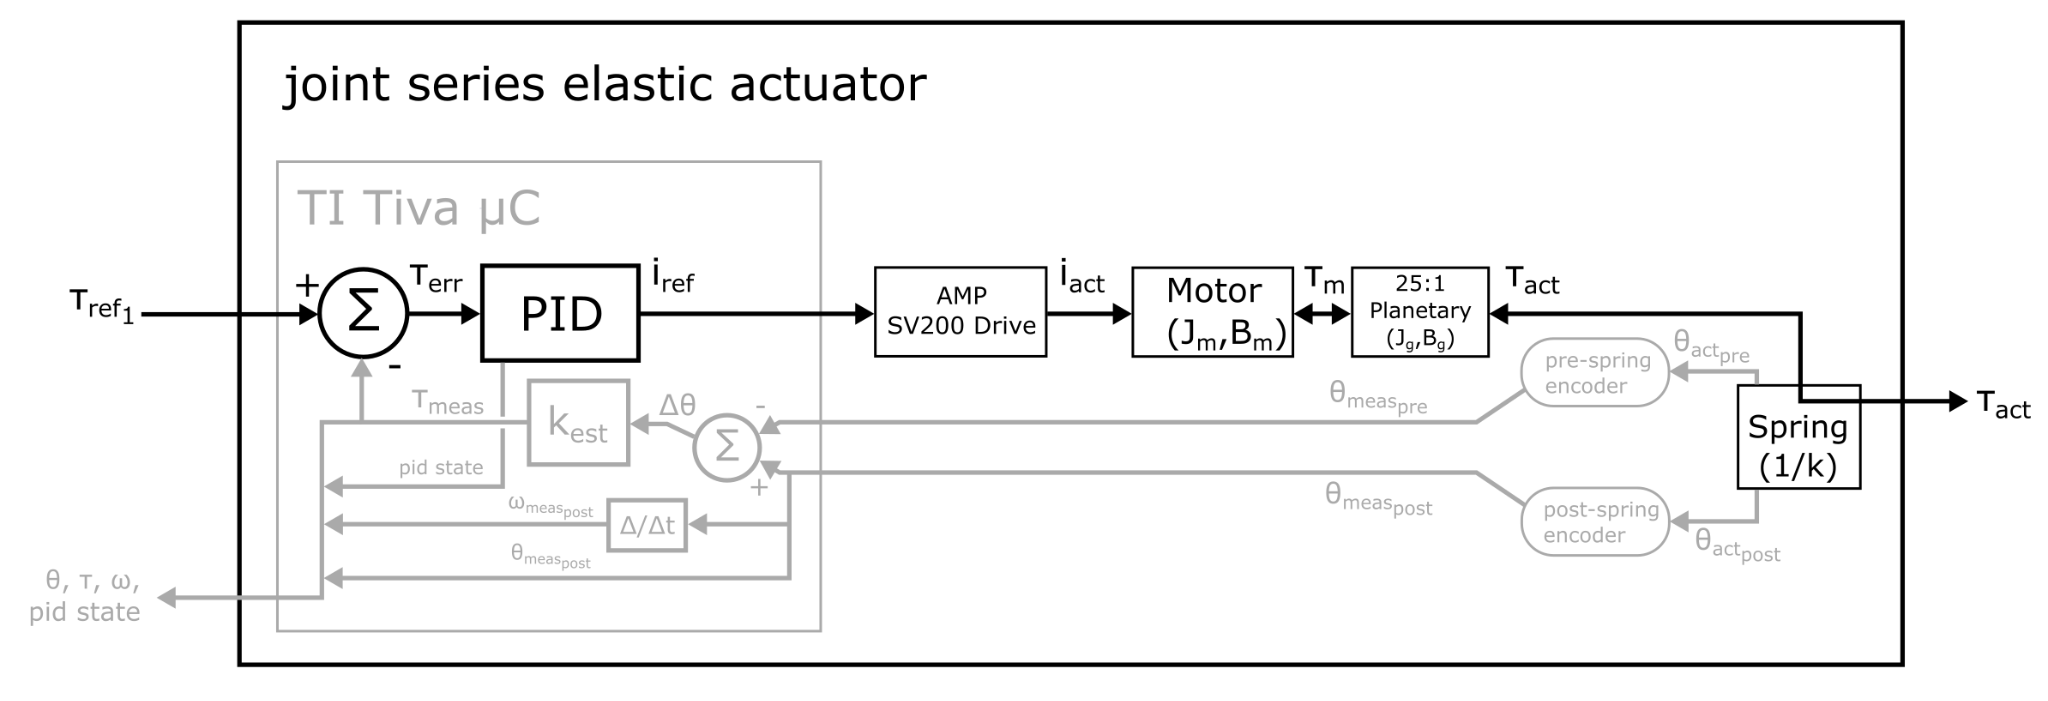 joint series elastic actuator
TI Tiva µC
τref1
+
Σ
-
τerr
PID
iref
AMP
SV200 Drive
iact
Motor
(Jm,Bm)
τm
25:1
Planetary
(Jg,Bg)
τact
τmeas
kest
Δθ
Σ
-
+
θmeaspre
pre-spring
encoder
θactpre
Spring
(1/k)
τact
pid state
ωmeaspost
Δ/Δt
θmeaspost
θmeaspost
post-spring
encoder
θactpost
θ, τ, ω,
pid state